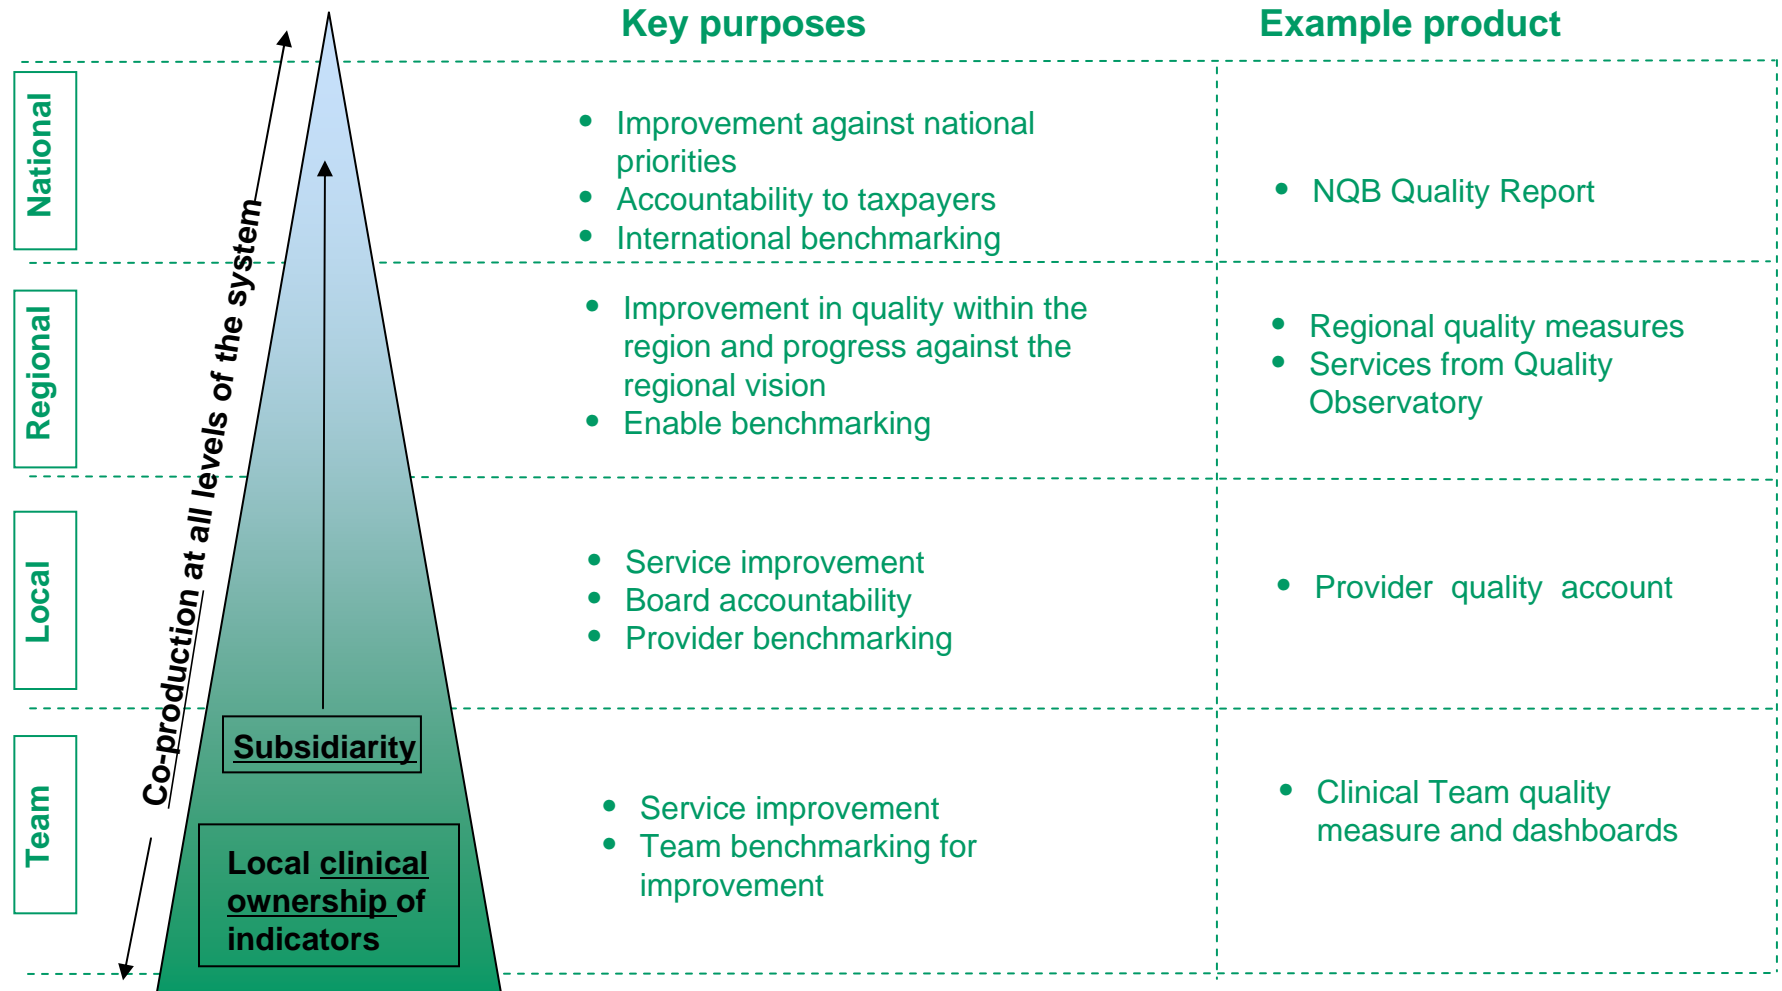 Key purposes
Example product
National
Improvement against national
priorities
Accountability to taxpayers
International benchmarking
NQB Quality Report
Regional
Improvement in quality within the
region and progress against the
regional vision
Enable benchmarking
Regional quality measures
Services from Quality
Observatory
Local
Service improvement
Board accountability
Provider benchmarking
Provider quality account
Team
Service improvement
Team benchmarking for
improvement
Clinical Team quality
measure and dashboards
Co-production at all levels of the system
Subsidiarity
Local clinical
ownership of
indicators